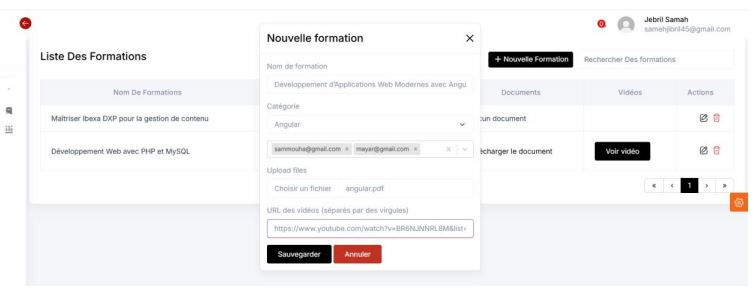 0
Jebril Samah
samehjibril45@gmail.com
Nouvelle formation
×
Liste Des Formations
+ Nouvelle Formation
Rechercher Des formations
Nom De Formations
Documents
Vidéos
Actions
Maîtriser Ibexa DXP pour la gestion de contenu
cun document
Développement Web avec PHP et MySQL
écharger le document
Voir vidéo
« ‹ 1 › »
Nom de formation
Développement d'Applications Web Modernes avec Angu
Catégorie
Angular
sammouha@gmail.com × mayar@gmail.com ×
Upload files
Choisir un fichier angular.pdf
URL des vidéos (séparés par des virgules)
https://www.youtube.com/watch?v=BR6NJNNRL8M&list
Sauvegarder
Annuler